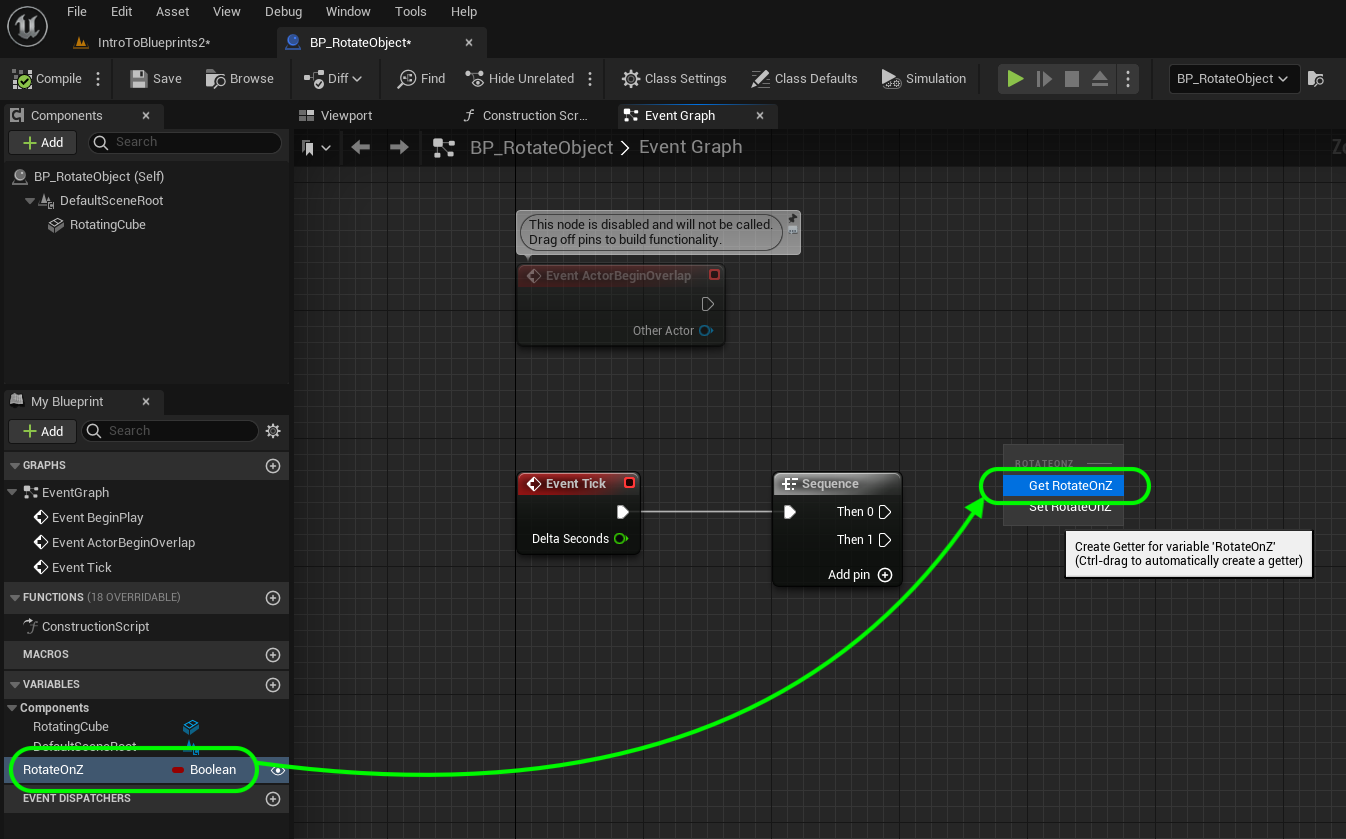 File Edit Asset View Debug Window Tools Help
IntroToBlueprints2*
BP_RotateObject*
Compile
Save
Browse
Diff
Find
Hide Unrelated
Class Settings
Class Defaults
Simulation
BP_RotateObject
Components
Add
Search
BP_RotateObject (Self)
DefaultSceneRoot
RotatingCube
Viewport
Construction Scr...
Event Graph
BP_RotateObject > Event Graph
This node is disabled and will not be called.
Drag off pins to build functionality.
Event ActorBeginOverlap
Other Actor
My Blueprint
Add
Search
GRAPHS
EventGraph
Event BeginPlay
Event ActorBeginOverlap
Event Tick
FUNCTIONS (18 OVERRIDABLE)
ConstructionScript
MACROS
VARIABLES
Components
RotatingCube
DefaultSceneRoot
RotateOnZ
Boolean
EVENT DISPATCHERS
Event Tick
Delta Seconds
Sequence
Then 0
Then 1
Add pin
ROTATEONZ
Get RotateOnZ
Set RotateOnZ
Create Getter for variable 'RotateOnZ'
(Ctrl-drag to automatically create a getter)